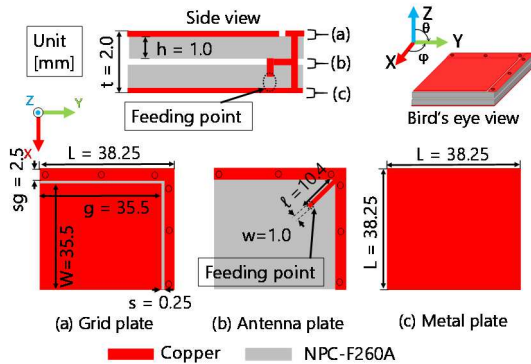 Side view
Unit
[mm]
t = 2.0
h = 1.0
(a)
(b)
(c)
Feeding point
Z
θ
Y
X
φ
Bird's eye view
Z
Y
X
L = 38.25
sg = 2.5
g = 35.5
W=35.5
s = 0.25
ℓ = 10.4
w=1.0
Feeding point
L = 38.25
L = 38.25
(a) Grid plate
(b) Antenna plate
(c) Metal plate
Copper
NPC-F260A